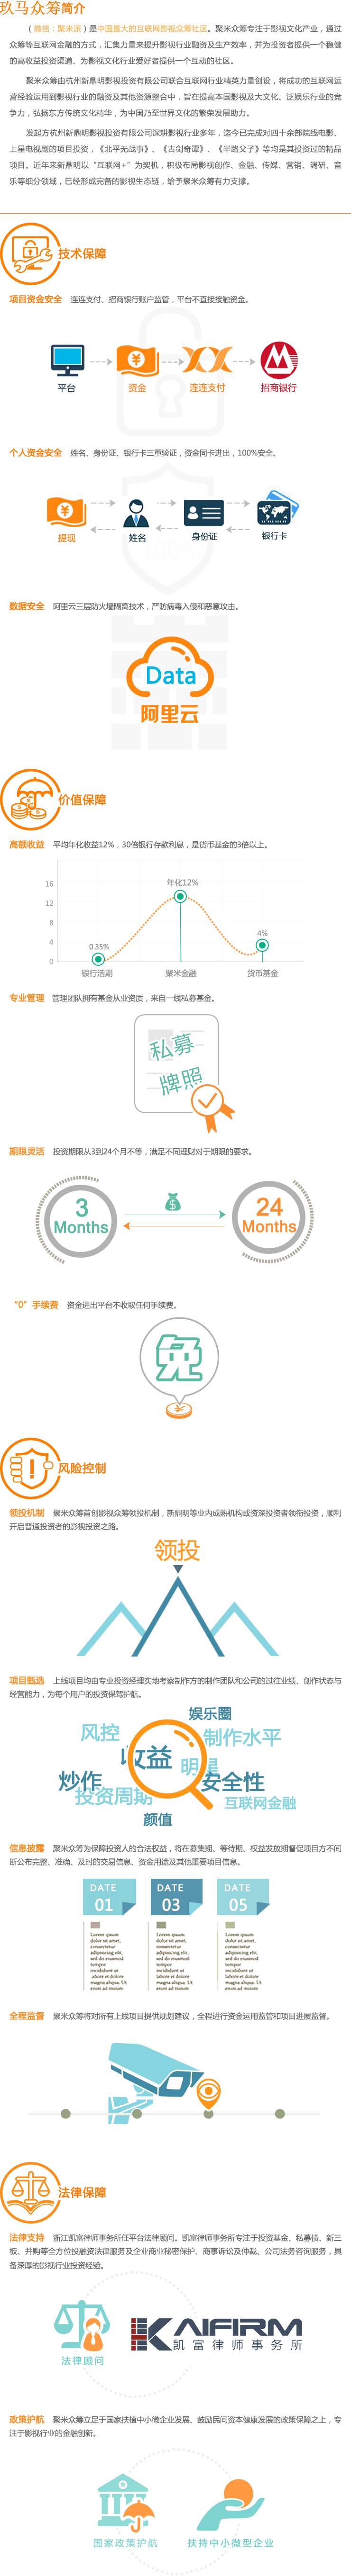 玖马众筹简介
（微信：聚米派）是中国最大的互联网影视众筹社区。聚米众筹专注于影视文化产业，通过
众筹等互联网金融的方式，汇集力量来提升影视行业融资及生产效率，并为投资者提供一个稳健
的高收益投资渠道、为影视文化行业爱好者提供一个互动的社区。
聚米众筹由杭州新鼎明影视投资有限公司联合互联网行业精英力量创设，将成功的互联网运
营经验运用到影视行业的融资及其他资源整合中，旨在提高本国影视及大文化、泛娱乐行业的竞
争力，弘扬东方传统文化精华，为中国乃至世界文化的繁荣发展助力。
发起方杭州新鼎明影视投资有限公司深耕影视行业多年，迄今已完成对四十余部院线电影、
上星电视剧的项目投资，《北平无战事》、《古剑奇谭》、《半路父子》等均是其投资过的精品
项目。近年来新鼎明以“互联网+”为契机，积极布局影视创作、金融、传媒、营销、调研、音
乐等细分领域，已经形成完备的影视生态链，给予聚米众筹有力支撑。
技术保障
项目资金安全 连连支付、招商银行账户监管，平台不直接接触资金。
平台 资金 连连支付 招商银行
个人资金安全 姓名、身份证、银行卡三重验证，资金同卡进出，100%安全。
100%
提现 姓名 身份证 银行卡
数据安全 阿里云三层防火墙隔离技术，严防病毒入侵和恶意攻击。
Data
阿里云
价值保障
高额收益 平均年化收益12%，30倍银行存款利息，是货币基金的3倍以上。
16
12
8
4
0
年化12%
0.35%
4%
银行活期 聚米金融 货币基金
专业管理 管理团队拥有基金从业资质，来自一线私募基金。
私募
牌照
期限灵活 投资期限从3到24个月不等，满足不同理财对于期限的要求。
3
Months
24
Months
“0”手续费 资金进出平台不收取任何手续费。
免
风险控制
领投机制 聚米众筹首创影视众筹领投机制，新鼎明等业内成熟机构或资深投资者领衔投资，顺利
开启普通投资者的影视投资之路。
领投
项目甄选 上线项目均由专业投资经理实地考察制作方的制作团队和公司的过往业绩、创作状态与
经营能力，为每个用户的投资保驾护航。
娱乐圈
风控
制作水平
收益
明星
炒作
安全性
投资周期
互联网金融
颜值
信息披露 聚米众筹为保障投资人的合法权益，将在募集期、等待期、权益发放期督促项目方不间
断公布完整、准确、及时的交易信息、资金用途及其他重要项目信息。
DATE DATE DATE
01 03 05
Lorem ipsum Lorem ipsum Lorem ipsum
dolor sit amet, dolor sit amet, dolor sit amet,
consectetur consectetur consectetur
adipisicing elit, adipisicing elit, adipisicing elit,
sed do eiusmod sed do eiusmod sed do eiusmod
tempor tempor tempor
incididunt ut incididunt ut incididunt ut
labore et dolore labore et dolore labore et dolore
magna aliqua. Ut magna aliqua. Ut magna aliqua. Ut
enim ad minim enim ad minim enim ad minim
全程监督 聚米众筹将对所有上线项目提供规划建议，全程进行资金运用监管和项目进展监督。
法律保障
法律支持 浙江凯富律师事务所任平台法律顾问。凯富律师事务所专注于投资基金、私募债、新三
板、并购等全方位投融资法律服务及企业商业秘密保护、商事诉讼及仲裁、公司法务咨询服务，具
备深厚的影视行业投资经验。
法律顾问
KAIFIRM
凯富律师事务所
政策护航 聚米众筹立足于国家扶植中小微企业发展、鼓励民间资本健康发展的政策保障之上，专
注于影视行业的金融创新。
国家政策护航 扶持中小微型企业